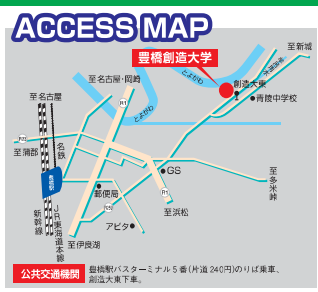 ACCESS MAP
豊橋創造大学
至新城
至名古屋・岡崎
とよがわ
創造大東
青陵中学校
至名古屋
R1
とよがわ
R23
至蒲郡
名鉄
豊橋駅
GS
至多米峠
郵便局
R1
至浜松
新幹線
JR東海道本線
アピタ
至伊良湖
公共交通機関
豊橋駅バスターミナル5番(片道240円)のりば乗車、
創造大東下車。